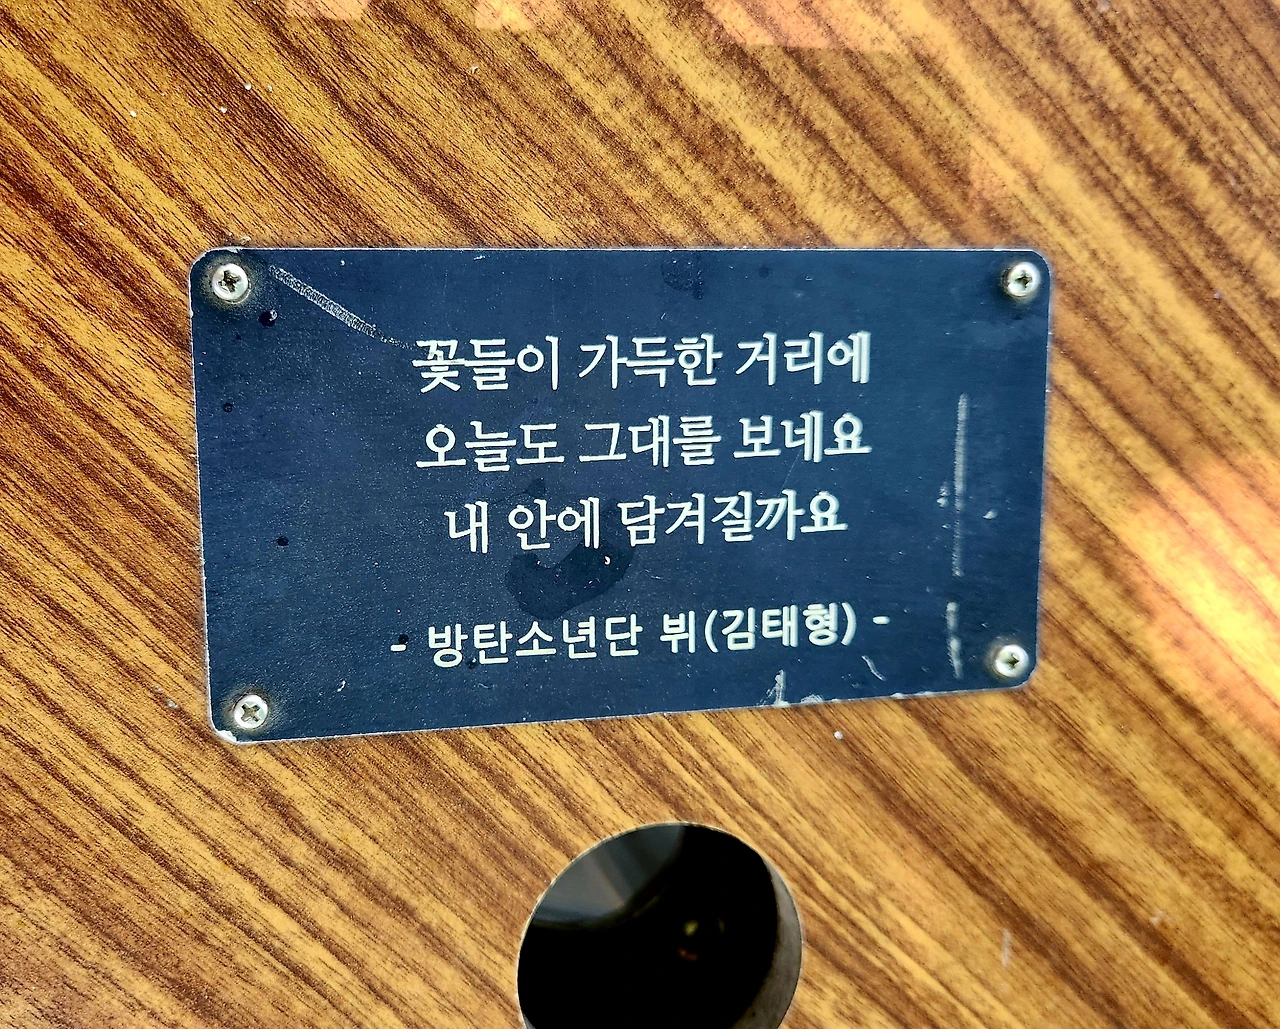 꽃들이 가득한 거리에
오늘도 그대를 보네요
내 안에 담겨질까요
- 방탄소년단 뷔(김태형) -